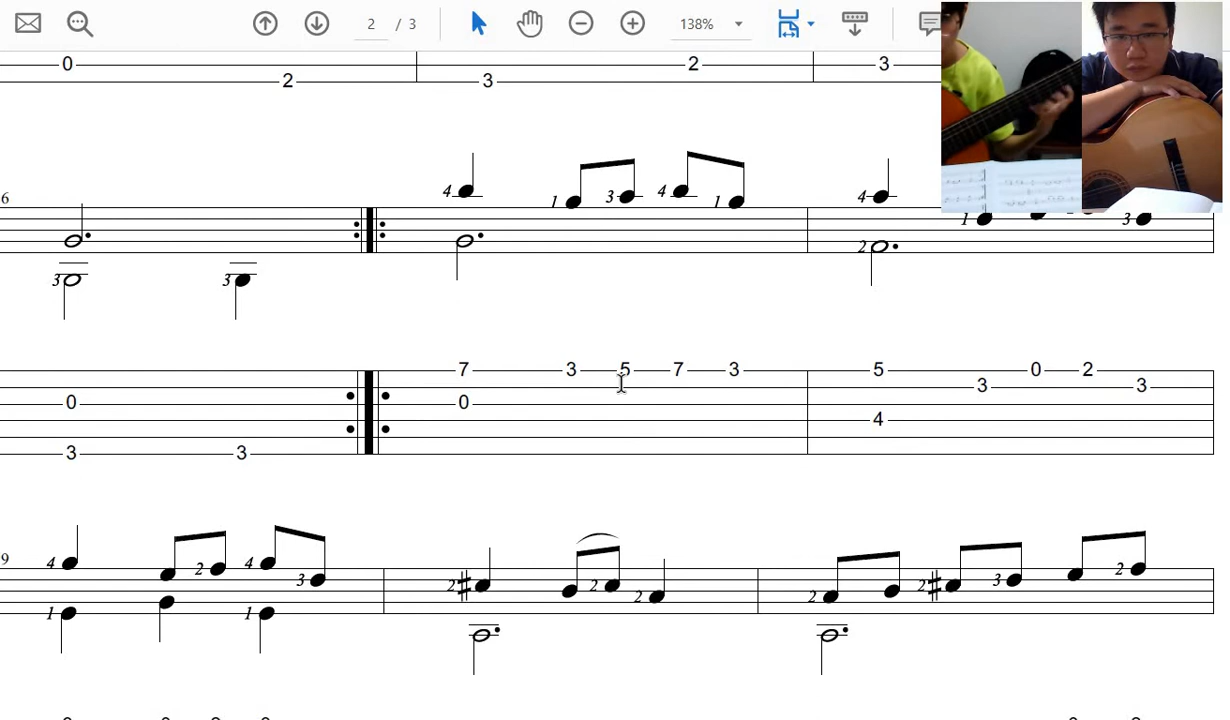 2 / 3 138%
0 2 3 2 3
6 4 1 3 4 1 4 1 3
3 3 2
7 3 5 7 3 5 3 0 2 3
0 0 4
3 3
9 4 2 4 3 2 2 2 2 2 3 2
1 1